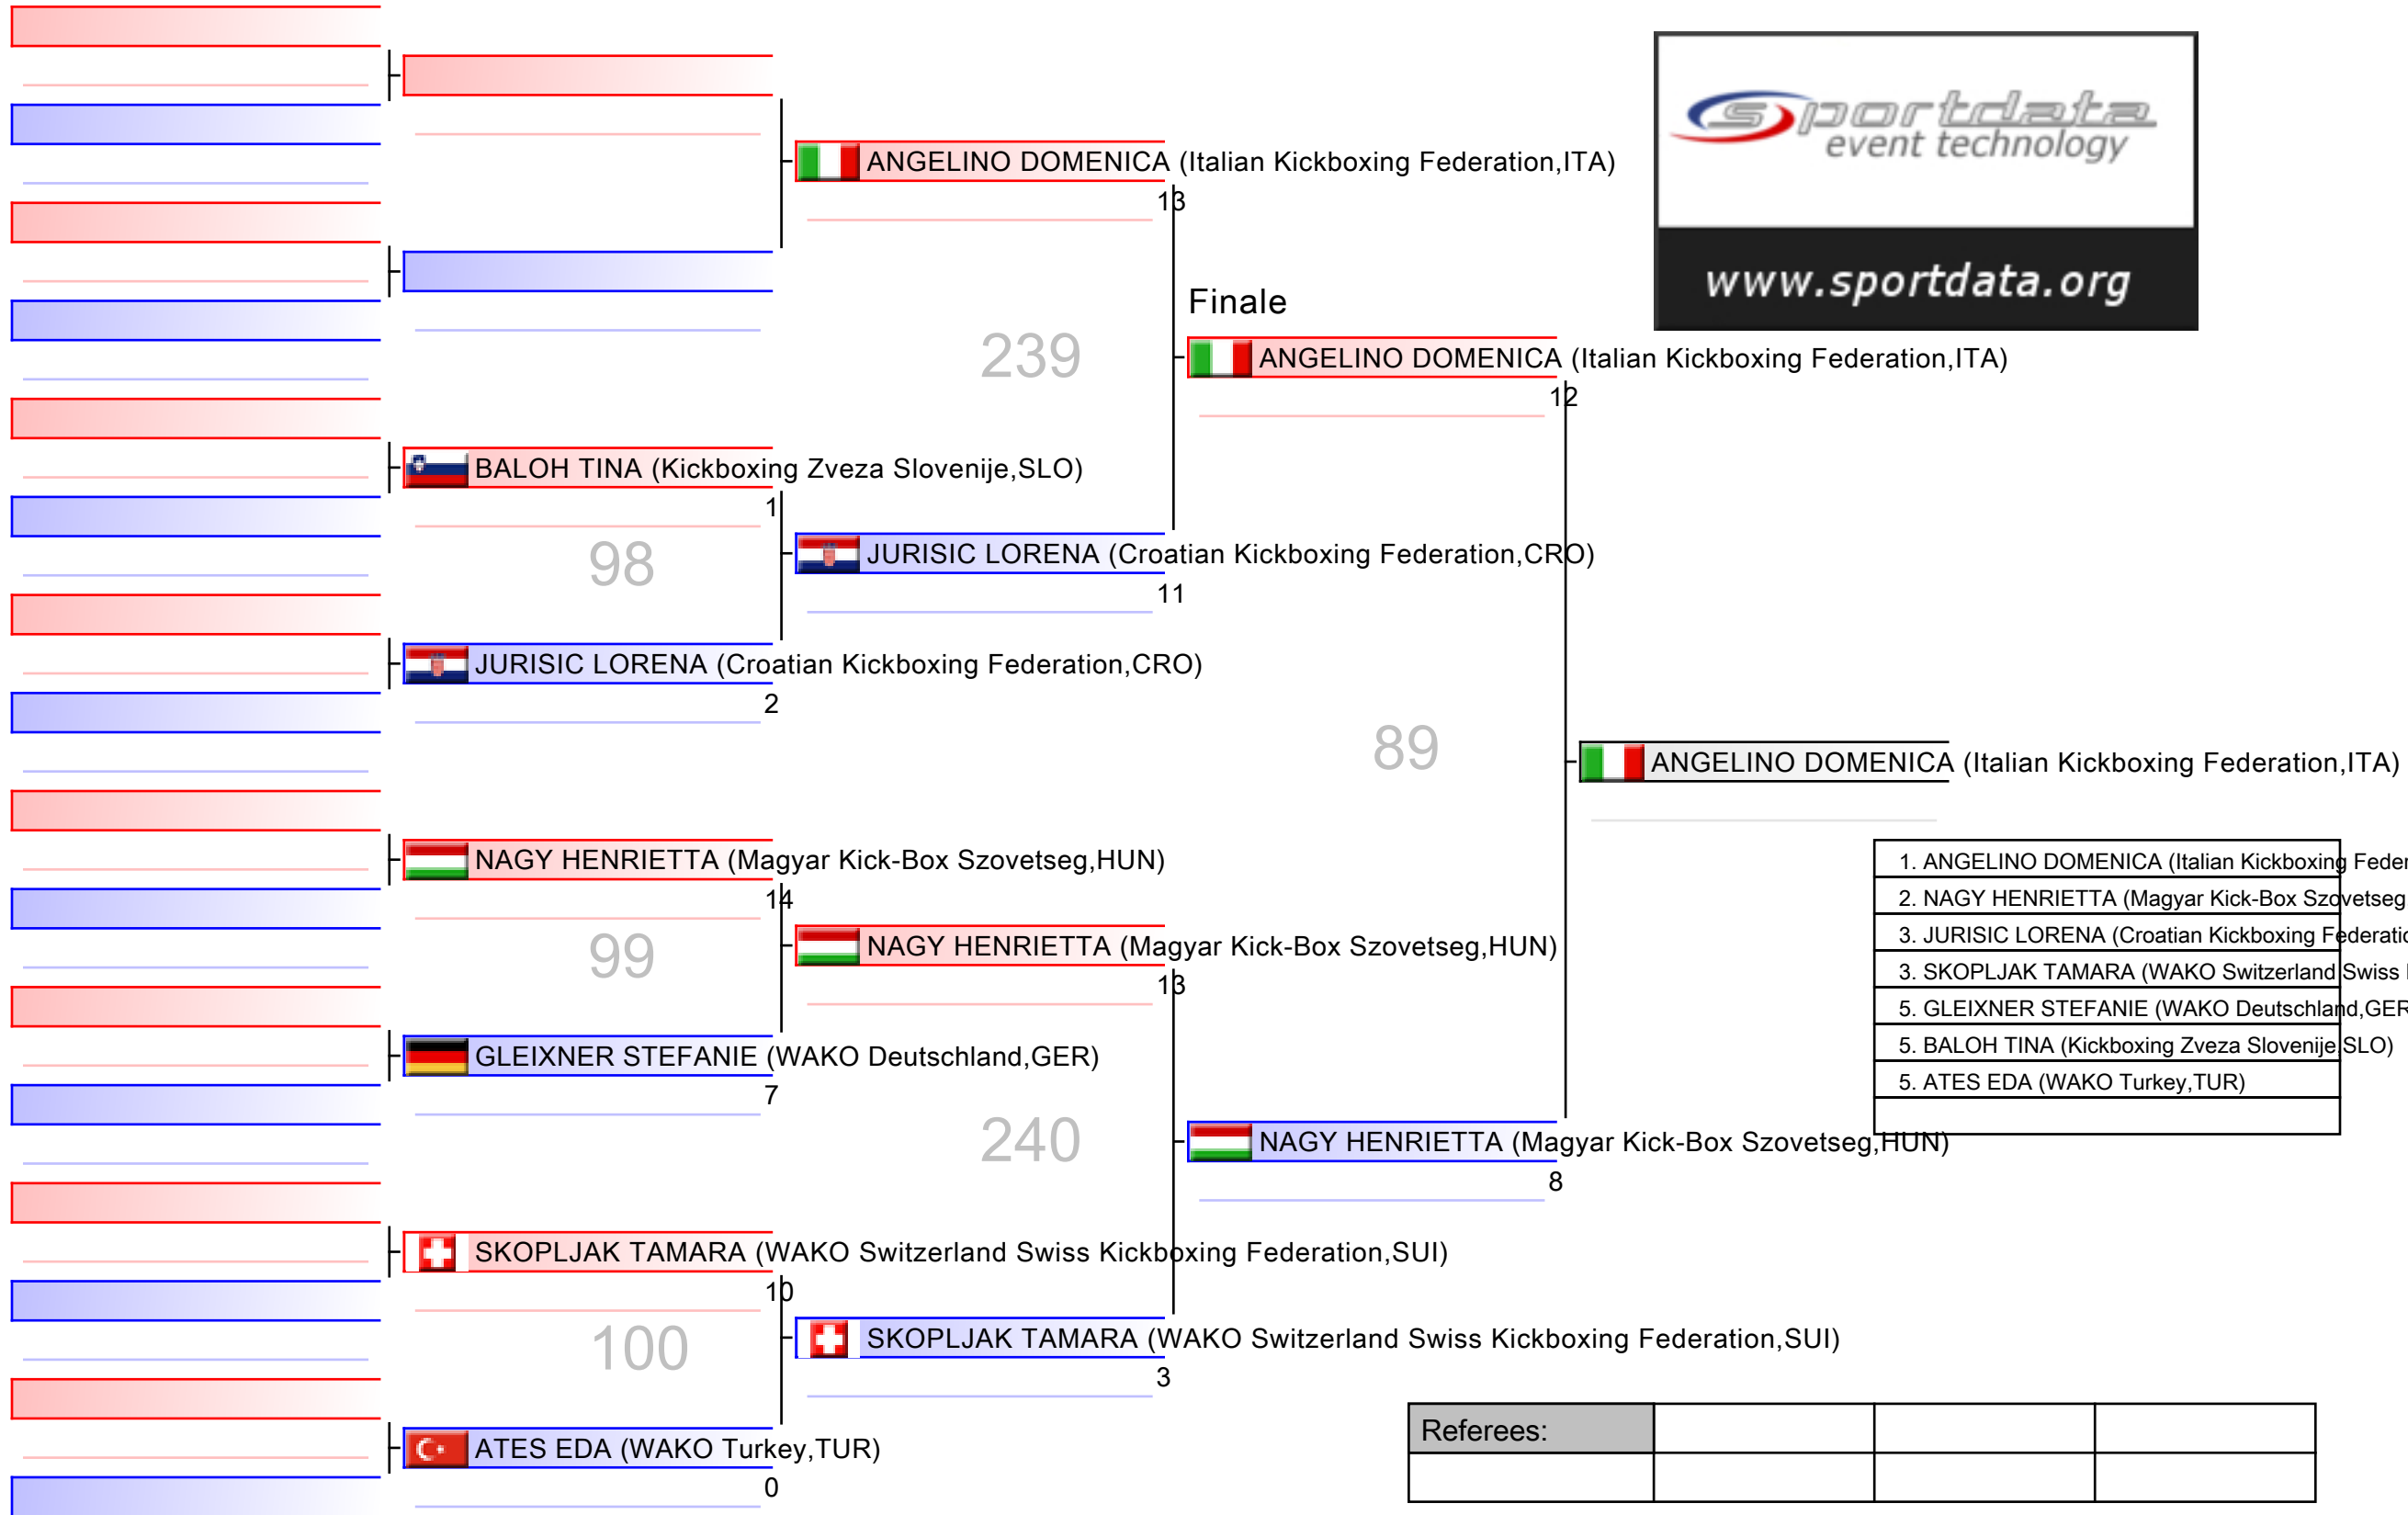 sportdata
event technology
www.sportdata.org
ANGELINO DOMENICA (Italian Kickboxing Federation,ITA)
13
Finale
239
ANGELINO DOMENICA (Italian Kickboxing Federation,ITA)
12
BALOH TINA (Kickboxing Zveza Slovenije,SLO)
1
98
JURISIC LORENA (Croatian Kickboxing Federation,CRO)
11
JURISIC LORENA (Croatian Kickboxing Federation,CRO)
2
89
ANGELINO DOMENICA (Italian Kickboxing Federation,ITA)
NAGY HENRIETTA (Magyar Kick-Box Szovetseg,HUN)
14
99
NAGY HENRIETTA (Magyar Kick-Box Szovetseg,HUN)
13
GLEIXNER STEFANIE (WAKO Deutschland,GER)
7
240
NAGY HENRIETTA (Magyar Kick-Box Szovetseg,HUN)
8
SKOPLJAK TAMARA (WAKO Switzerland Swiss Kickboxing Federation,SUI)
10
100
SKOPLJAK TAMARA (WAKO Switzerland Swiss Kickboxing Federation,SUI)
3
ATES EDA (WAKO Turkey,TUR)
0
1. ANGELINO DOMENICA (Italian Kickboxing Feder
2. NAGY HENRIETTA (Magyar Kick-Box Szovetseg
3. JURISIC LORENA (Croatian Kickboxing Federatio
3. SKOPLJAK TAMARA (WAKO Switzerland Swiss
5. GLEIXNER STEFANIE (WAKO Deutschland,GER
5. BALOH TINA (Kickboxing Zveza Slovenije,SLO)
5. ATES EDA (WAKO Turkey,TUR)
Referees: